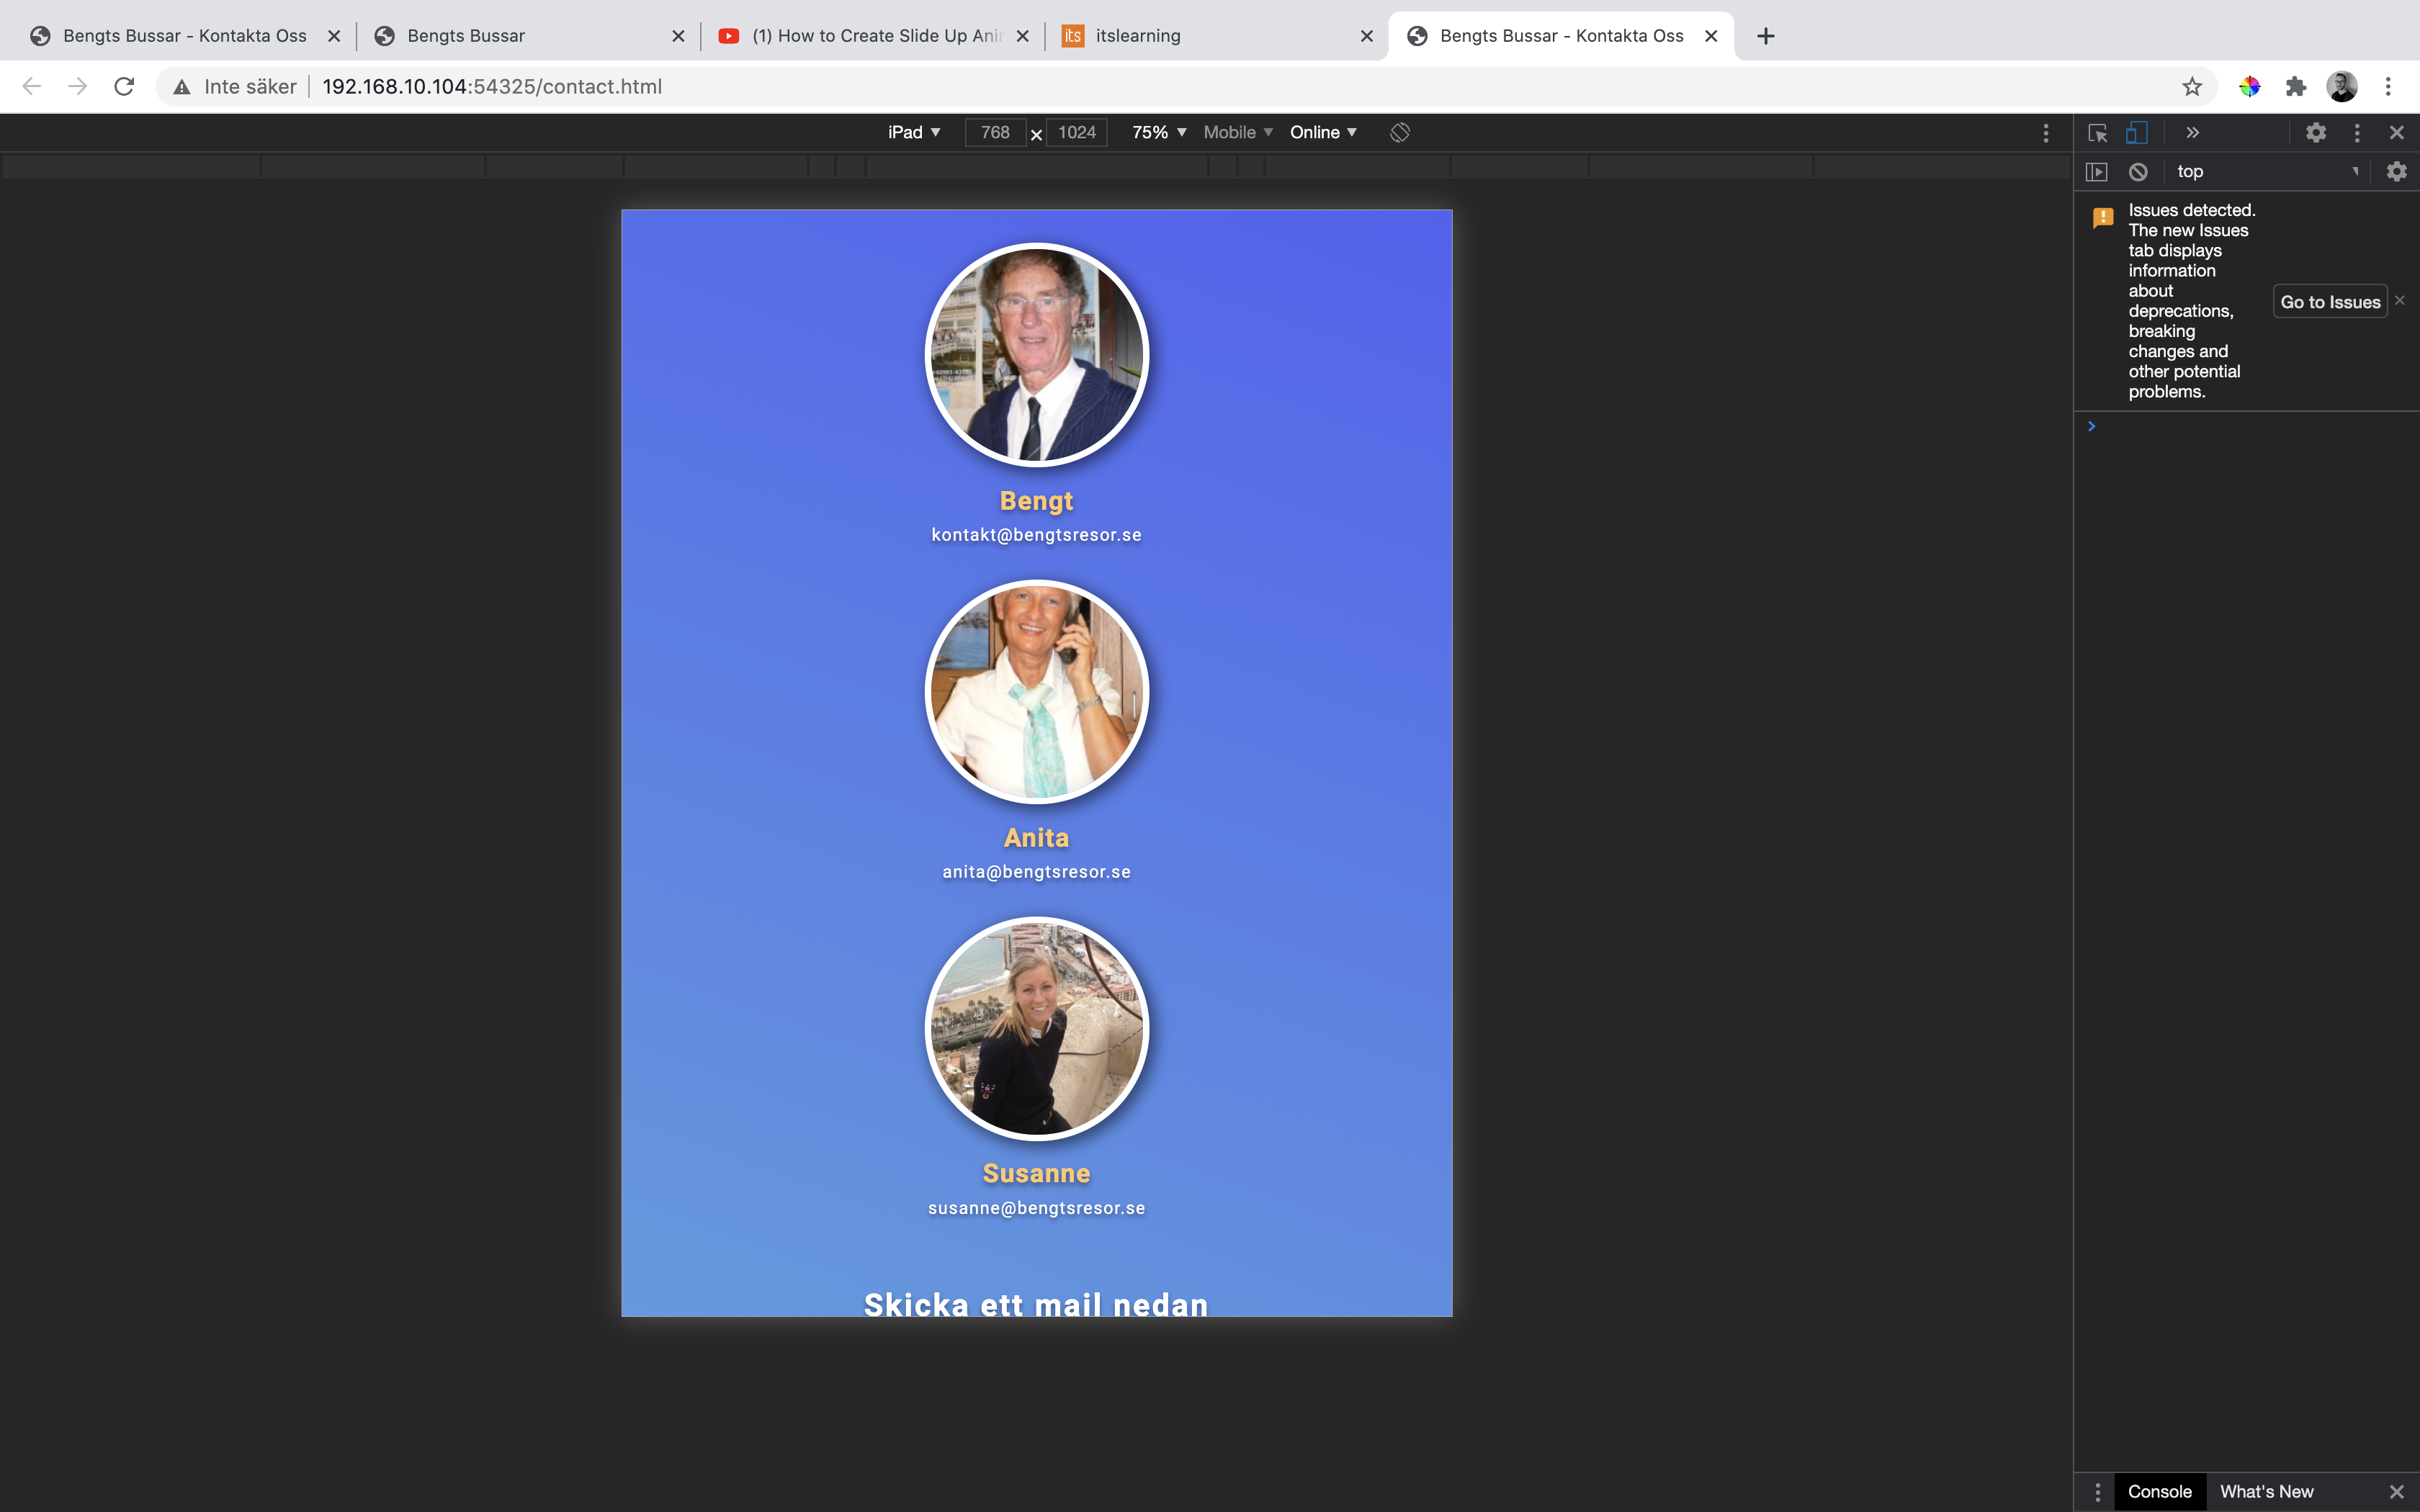 Bengts Bussar - Kontakta Oss
Bengts Bussar
(1) How to Create Slide Up Anim
its
itslearning
Bengts Bussar - Kontakta Oss
Inte säker
192.168.10.104:54325/contact.html
iPad
768
1024
75%
Mobile
Online
top
Issues detected.
The new Issues
tab displays
information
about
deprecations,
breaking
changes and
other potential
problems.
Go to Issues
Bengt
kontakt@bengtsresor.se
Anita
anita@bengtsresor.se
Susanne
susanne@bengtsresor.se
Skicka ett mail nedan
Console
What's New